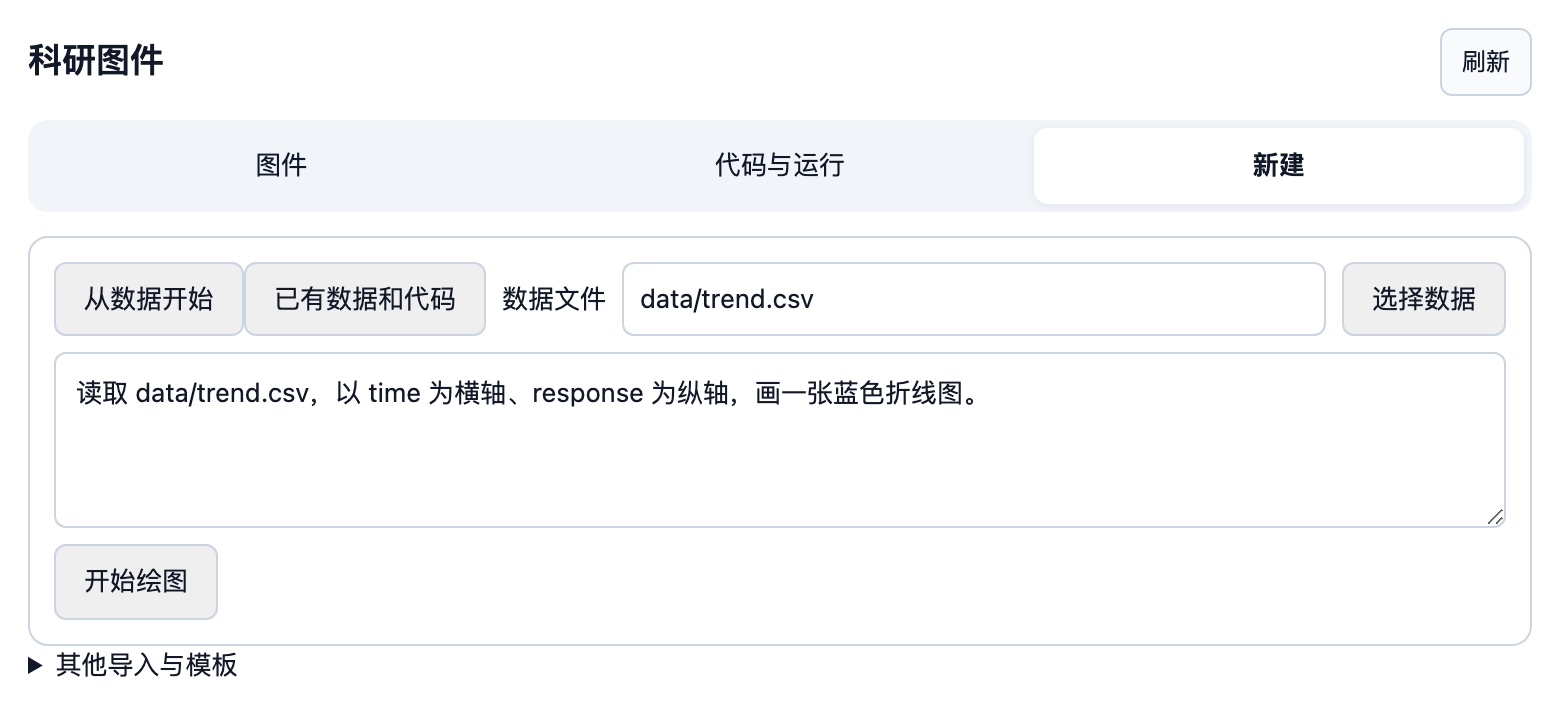 科研图件
刷新
图件 代码与运行 新建
从数据开始 已有数据和代码 数据文件 data/trend.csv 选择数据
读取 data/trend.csv，以 time 为横轴、response 为纵轴，画一张蓝色折线图。
开始绘图
其他导入与模板